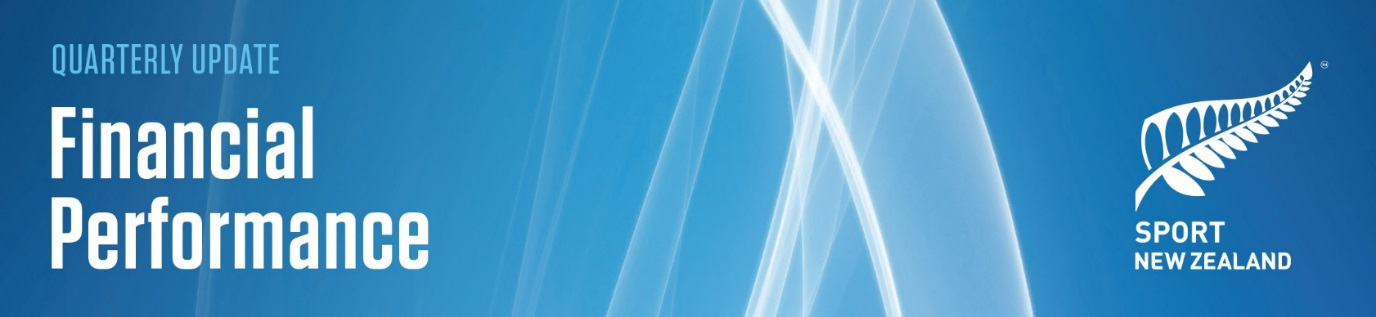 QUARTERLY UPDATE
Financial
Performance
SPORT
NEW ZEALAND